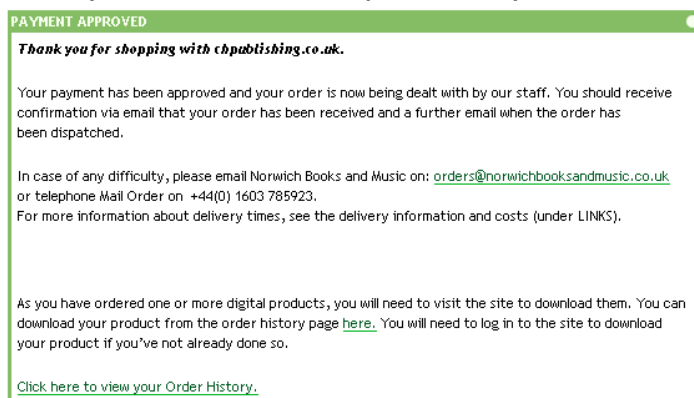 PAYMENT APPROVED
Thank you for shopping with chpublishing.co.uk.
Your payment has been approved and your order is now being dealt with by our staff. You should receive
confirmation via email that your order has been received and a further email when the order has
been dispatched.
In case of any difficulty, please email Norwich Books and Music on: orders@norwichbooksandmusic.co.uk
or telephone Mail Order on +44(0) 1603 785923.
For more information about delivery times, see the delivery information and costs (under LINKS).
As you have ordered one or more digital products, you will need to visit the site to download them. You can
download your product from the order history page here. You will need to log in to the site to download
your product if you've not already done so.
Click here to view your Order History.